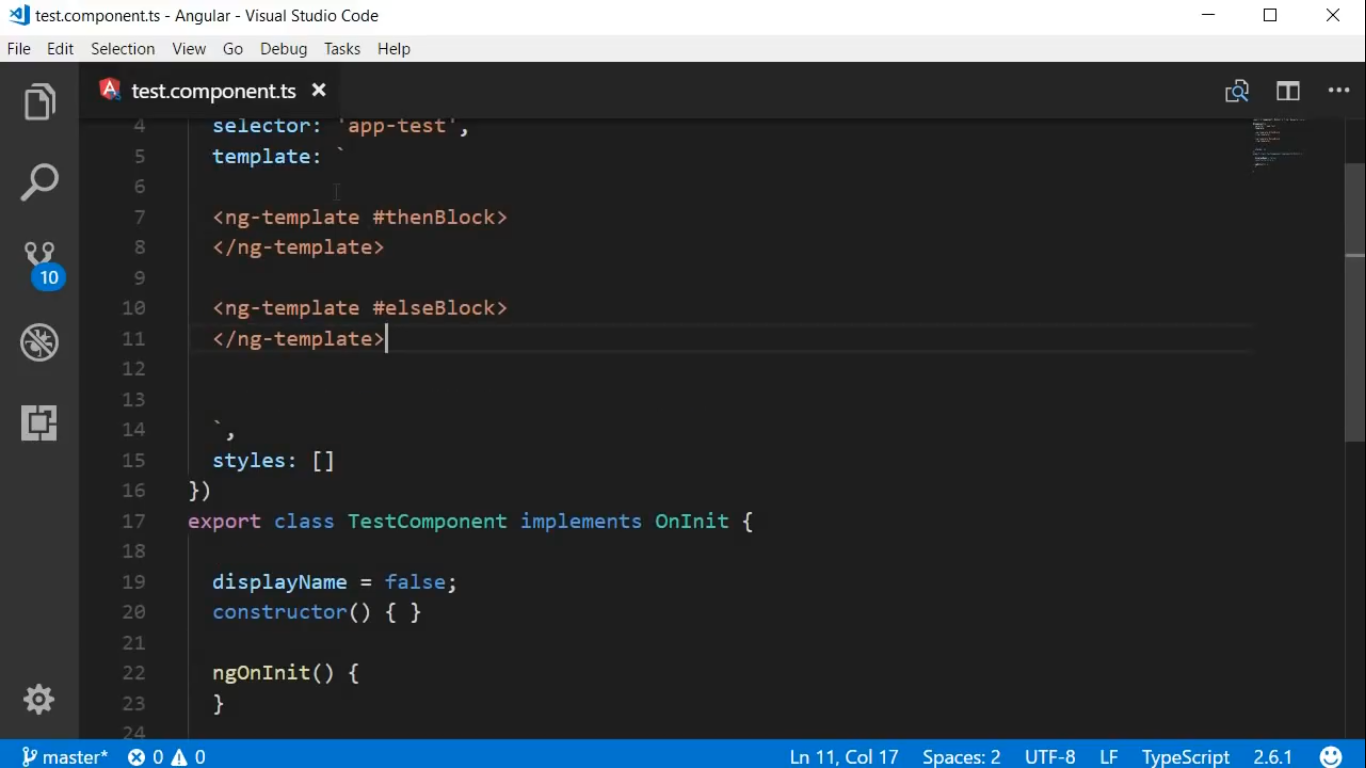 test.component.ts - Angular - Visual Studio Code
File Edit Selection View Go Debug Tasks Help
test.component.ts
4 selector: 'app-test',
5 template: `
6
7 <ng-template #thenBlock>
8 </ng-template>
9
10 <ng-template #elseBlock>
11 </ng-template>
12
13
14 `,
15 styles: []
16 })
17 export class TestComponent implements OnInit {
18
19 displayName = false;
20 constructor() { }
21
22 ngOnInit() {
23 }
24
10
master* 0 0 Ln 11, Col 17 Spaces: 2 UTF-8 LF TypeScript 2.6.1